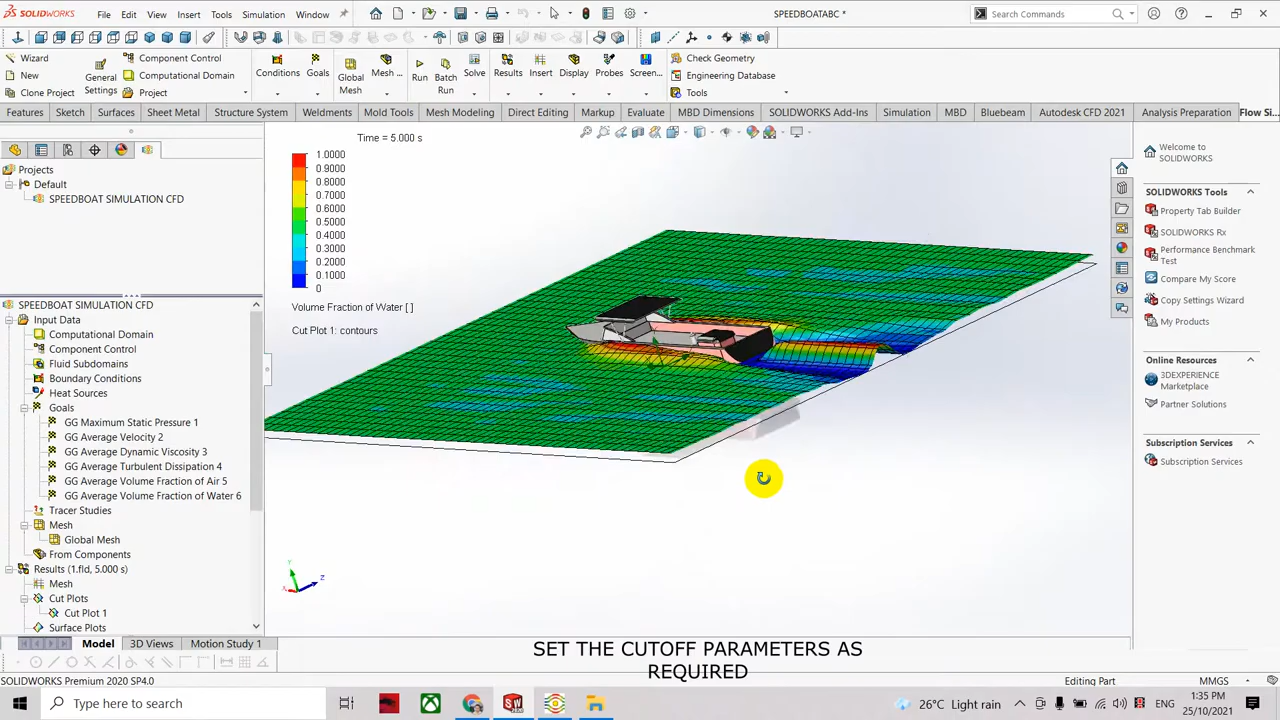 SOLIDWORKS
File Edit View Insert Tools Simulation Window
SPEEDBOATABC *
Search Commands
Wizard
New
Clone Project
General Settings
Component Control
Computational Domain
Project
Conditions
Goals
Global Mesh
Mesh ...
Run
Batch Run
Solve
Results
Insert
Display
Probes
Screen...
Check Geometry
Engineering Database
Tools
Features Sketch Surfaces Sheet Metal Structure System Weldments Mold Tools Mesh Modeling Direct Editing Markup Evaluate MBD Dimensions SOLIDWORKS Add-Ins Simulation MBD Bluebeam Autodesk CFD 2021 Analysis Preparation Flow Si...
Projects
Default
SPEEDBOAT SIMULATION CFD
SPEEDBOAT SIMULATION CFD
Input Data
Computational Domain
Component Control
Fluid Subdomains
Boundary Conditions
Heat Sources
Goals
GG Maximum Static Pressure 1
GG Average Velocity 2
GG Average Dynamic Viscosity 3
GG Average Turbulent Dissipation 4
GG Average Volume Fraction of Air 5
GG Average Volume Fraction of Water 6
Tracer Studies
Mesh
Global Mesh
From Components
Results (1.fld, 5.000 s)
Mesh
Cut Plots
Cut Plot 1
Surface Plots
Time = 5.000 s
1.0000
0.9000
0.8000
0.7000
0.6000
0.5000
0.4000
0.3000
0.2000
0.1000
0
Volume Fraction of Water [ ]
Cut Plot 1: contours
Y
Z
X
Welcome to
SOLIDWORKS
SOLIDWORKS Tools
Property Tab Builder
SOLIDWORKS Rx
Performance Benchmark
Test
Compare My Score
Copy Settings Wizard
My Products
Online Resources
3DEXPERIENCE
Marketplace
Partner Solutions
Subscription Services
Subscription Services
Model 3D Views Motion Study 1
SET THE CUTOFF PARAMETERS AS
REQUIRED
SOLIDWORKS Premium 2020 SP4.0
Editing Part
MMGS
Type here to search
SW
2020
26°C Light rain
ENG
1:35 PM
25/10/2021